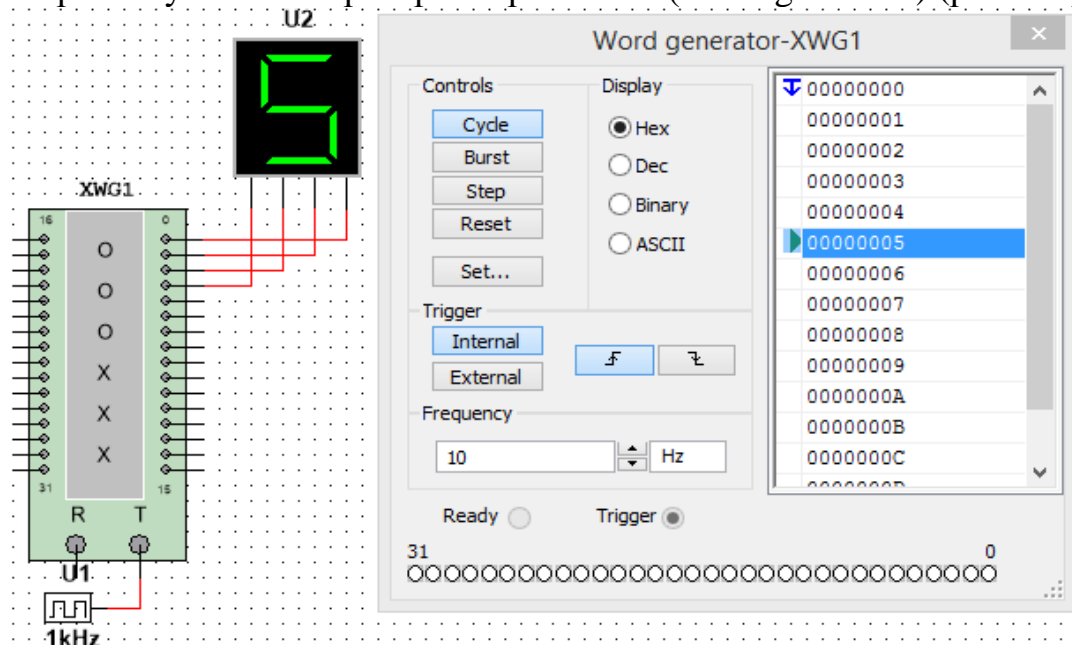 U2
XWG1
16 0
O
O
O
X
X
X
31 15
R T
U1
1kHz
Word generator-XWG1
Controls
Cycle
Burst
Step
Reset
Set...
Display
Hex
Dec
Binary
ASCII
Trigger
Internal
External
Frequency
10 Hz
Ready Trigger
31 0
00000000
00000001
00000002
00000003
00000004
00000005
00000006
00000007
00000008
00000009
0000000A
0000000B
0000000C
5